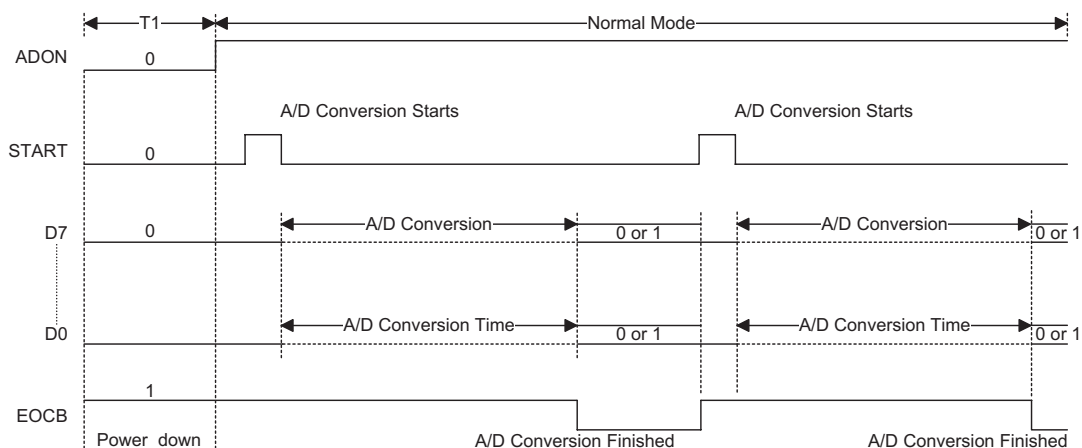 T1 Normal Mode
ADON 0
A/D Conversion Starts A/D Conversion Starts
START 0
A/D Conversion A/D Conversion
D7 0 0 or 1 0 or 1
A/D Conversion Time A/D Conversion Time
D0 0 or 1 0 or 1
1
EOCB
Power down A/D Conversion Finished A/D Conversion Finished